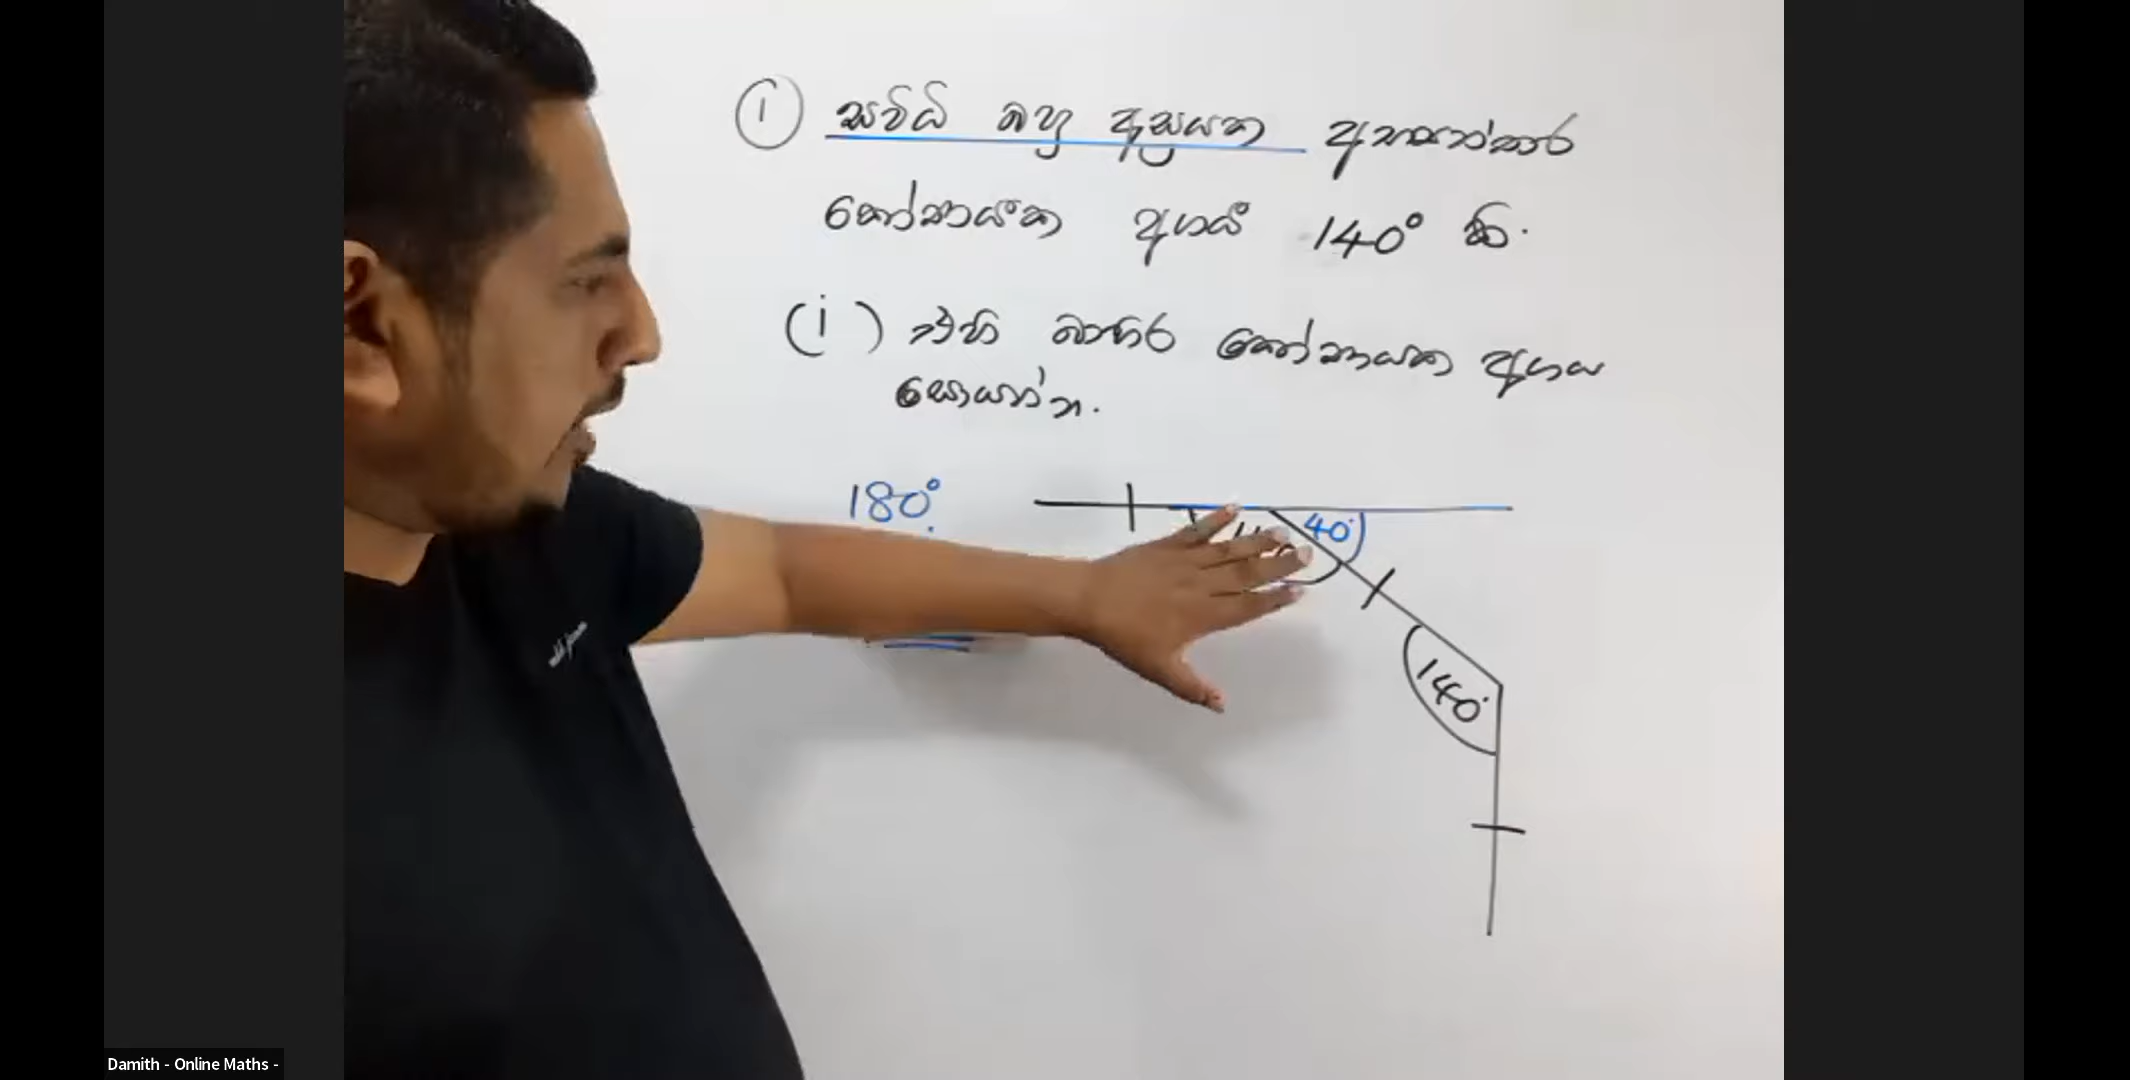 ① සවිධි බහු අස්‍රයක අභ්‍යන්තර
කෝණයක අගය 140° කි.
(i) එහි බාහිර කෝණයක අගය
සොයන්න.
180°
40°
140°
Damith - Online Maths -